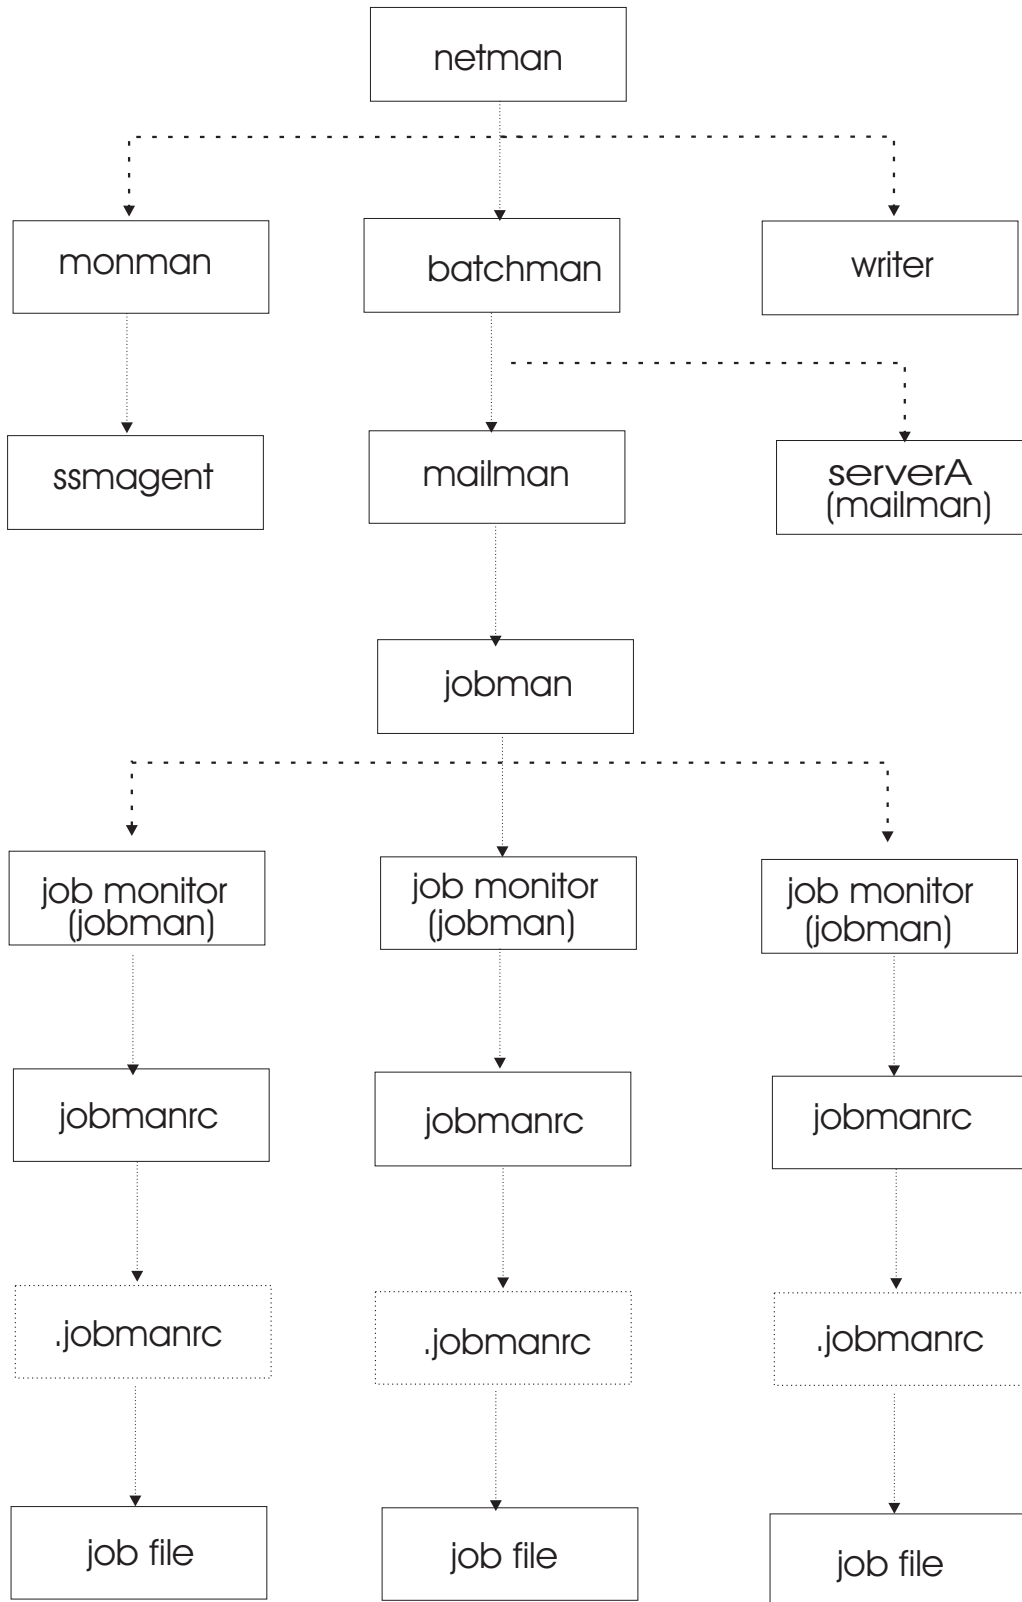 netman
monman
batchman
writer
ssmagent
mailman
serverA
(mailman)
jobman
job monitor
(jobman)
job monitor
(jobman)
job monitor
(jobman)
jobmanrc
jobmanrc
jobmanrc
.jobmanrc
.jobmanrc
.jobmanrc
job file
job file
job file